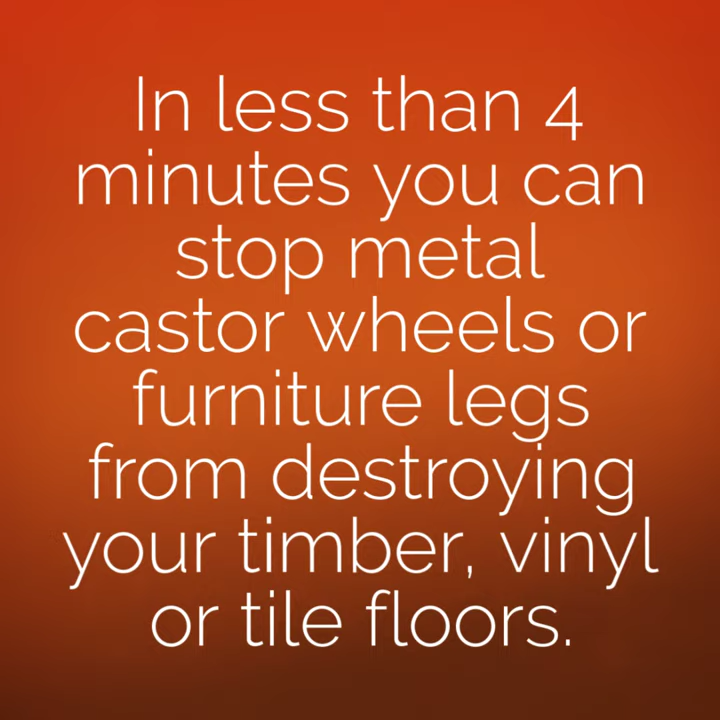 In less than 4
minutes you can
stop metal
castor wheels or
furniture legs
from destroying
your timber, vinyl
or tile floors.